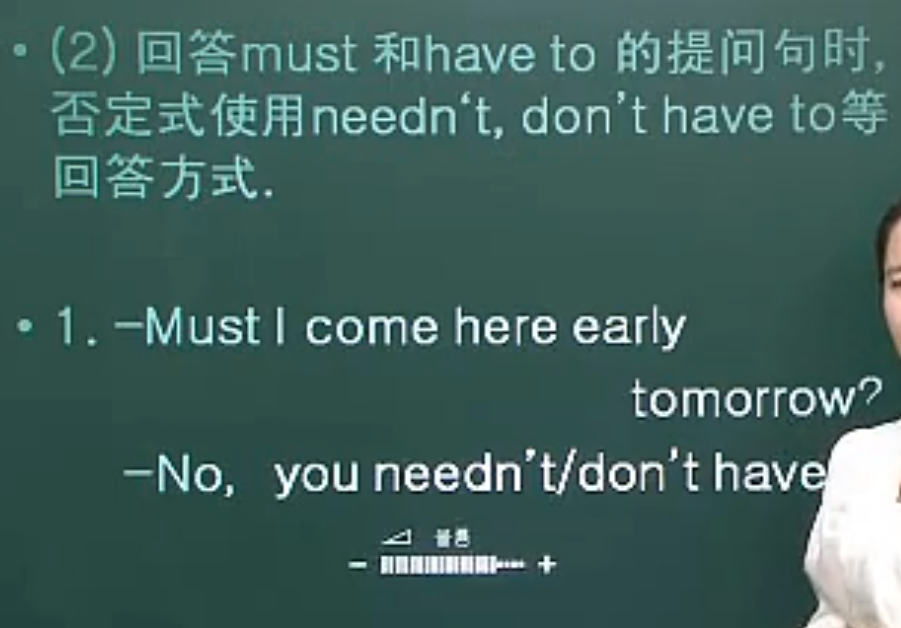 • (2) 回答must 和have to 的提问句时,
否定式使用needn‘t, don’t have to等
回答方式.
• 1. –Must I come here early
tomorrow?
–No, you needn’t/don’t have
– +